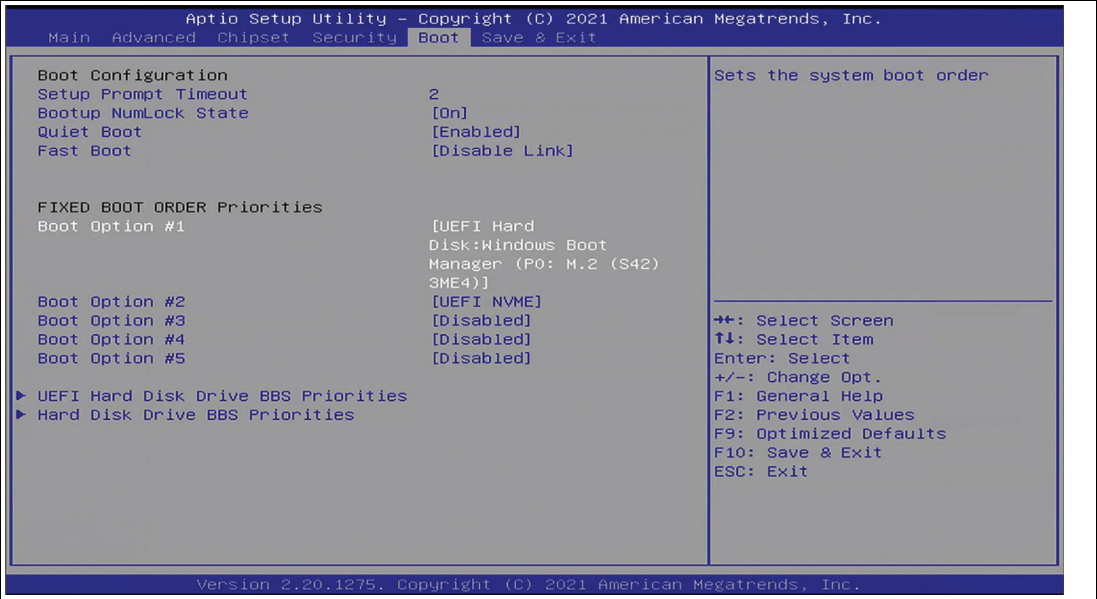 Aptio Setup Utility – Copyright (C) 2021 American Megatrends, Inc.
Main Advanced Chipset Security Boot Save & Exit
Boot Configuration
Setup Prompt Timeout 2
Bootup NumLock State [On]
Quiet Boot [Enabled]
Fast Boot [Disable Link]
FIXED BOOT ORDER Priorities
Boot Option #1 [UEFI Hard
Disk:Windows Boot
Manager (P0: M.2 (S42)
3ME4)]
Boot Option #2 [UEFI NVME]
Boot Option #3 [Disabled]
Boot Option #4 [Disabled]
Boot Option #5 [Disabled]
► UEFI Hard Disk Drive BBS Priorities
► Hard Disk Drive BBS Priorities
Sets the system boot order
→←: Select Screen
↑↓: Select Item
Enter: Select
+/–: Change Opt.
F1: General Help
F2: Previous Values
F9: Optimized Defaults
F10: Save & Exit
ESC: Exit
Version 2.20.1275. Copyright (C) 2021 American Megatrends, Inc.